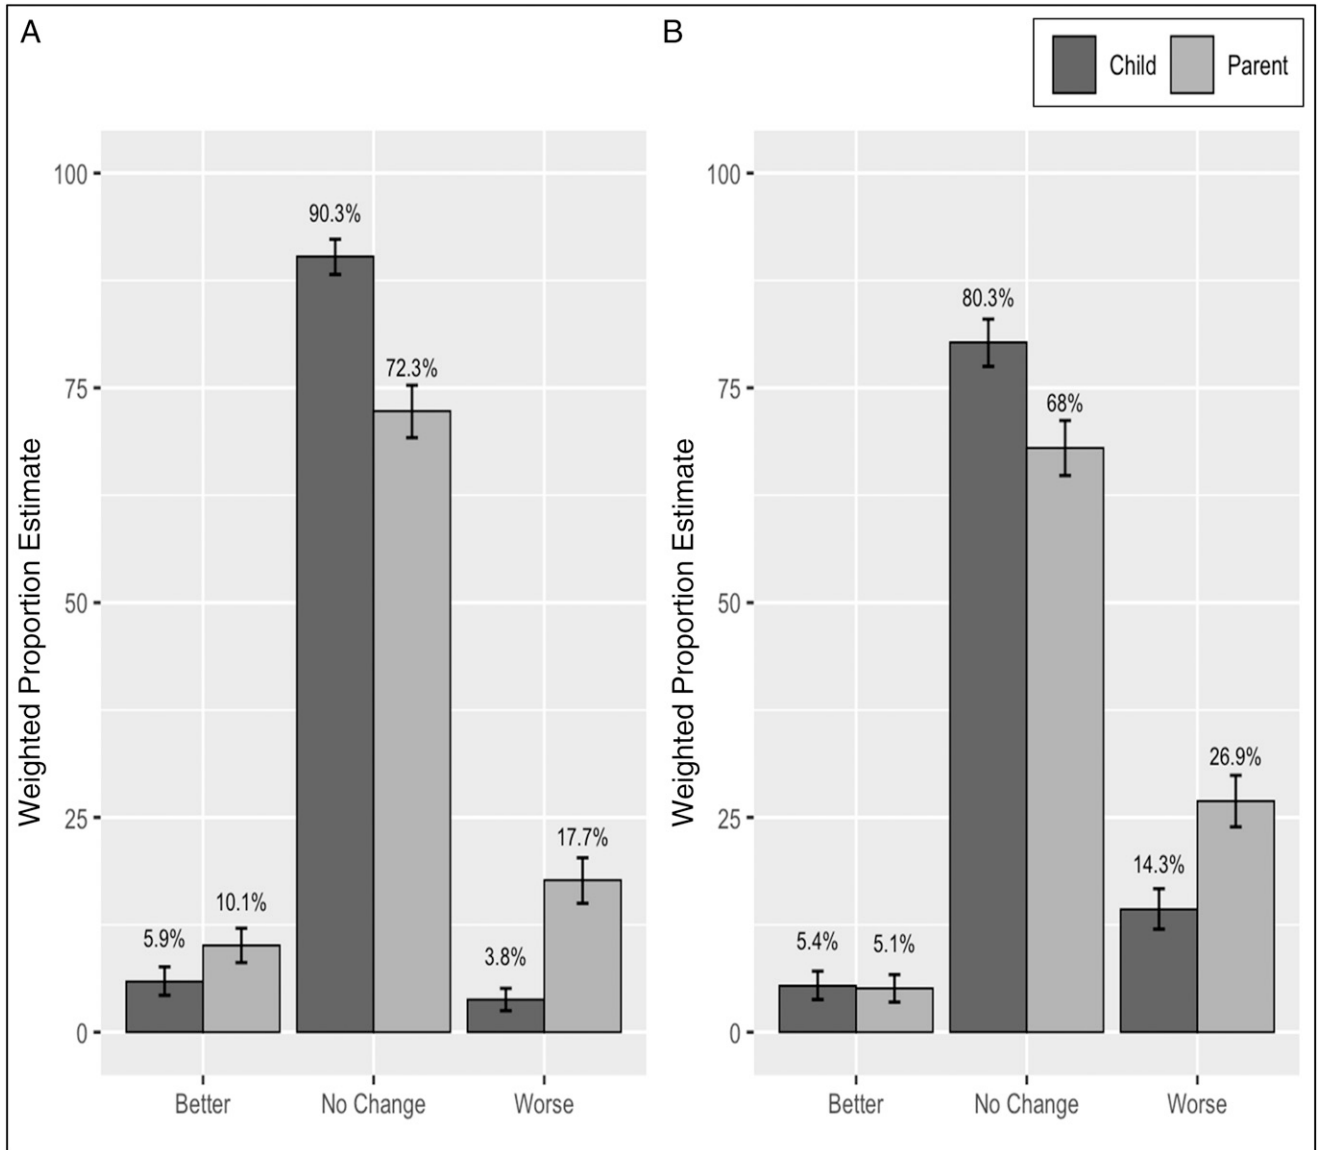 A
B
Child
Parent
Weighted Proportion Estimate
100
75
50
25
0
5.9%
10.1%
90.3%
72.3%
3.8%
17.7%
Better
No Change
Worse
Weighted Proportion Estimate
100
75
50
25
0
5.4%
5.1%
80.3%
68%
14.3%
26.9%
Better
No Change
Worse